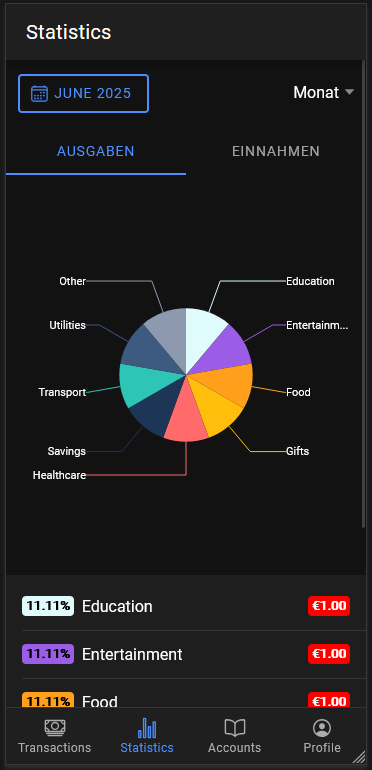 Statistics
JUNE 2025
Monat
AUSGABEN EINNAHMEN
Other Education
Utilities Entertainm...
Transport Food
Savings Gifts
Healthcare
11.11% Education €1.00
11.11% Entertainment €1.00
11.11% Food €1.00
Transactions Statistics Accounts Profile